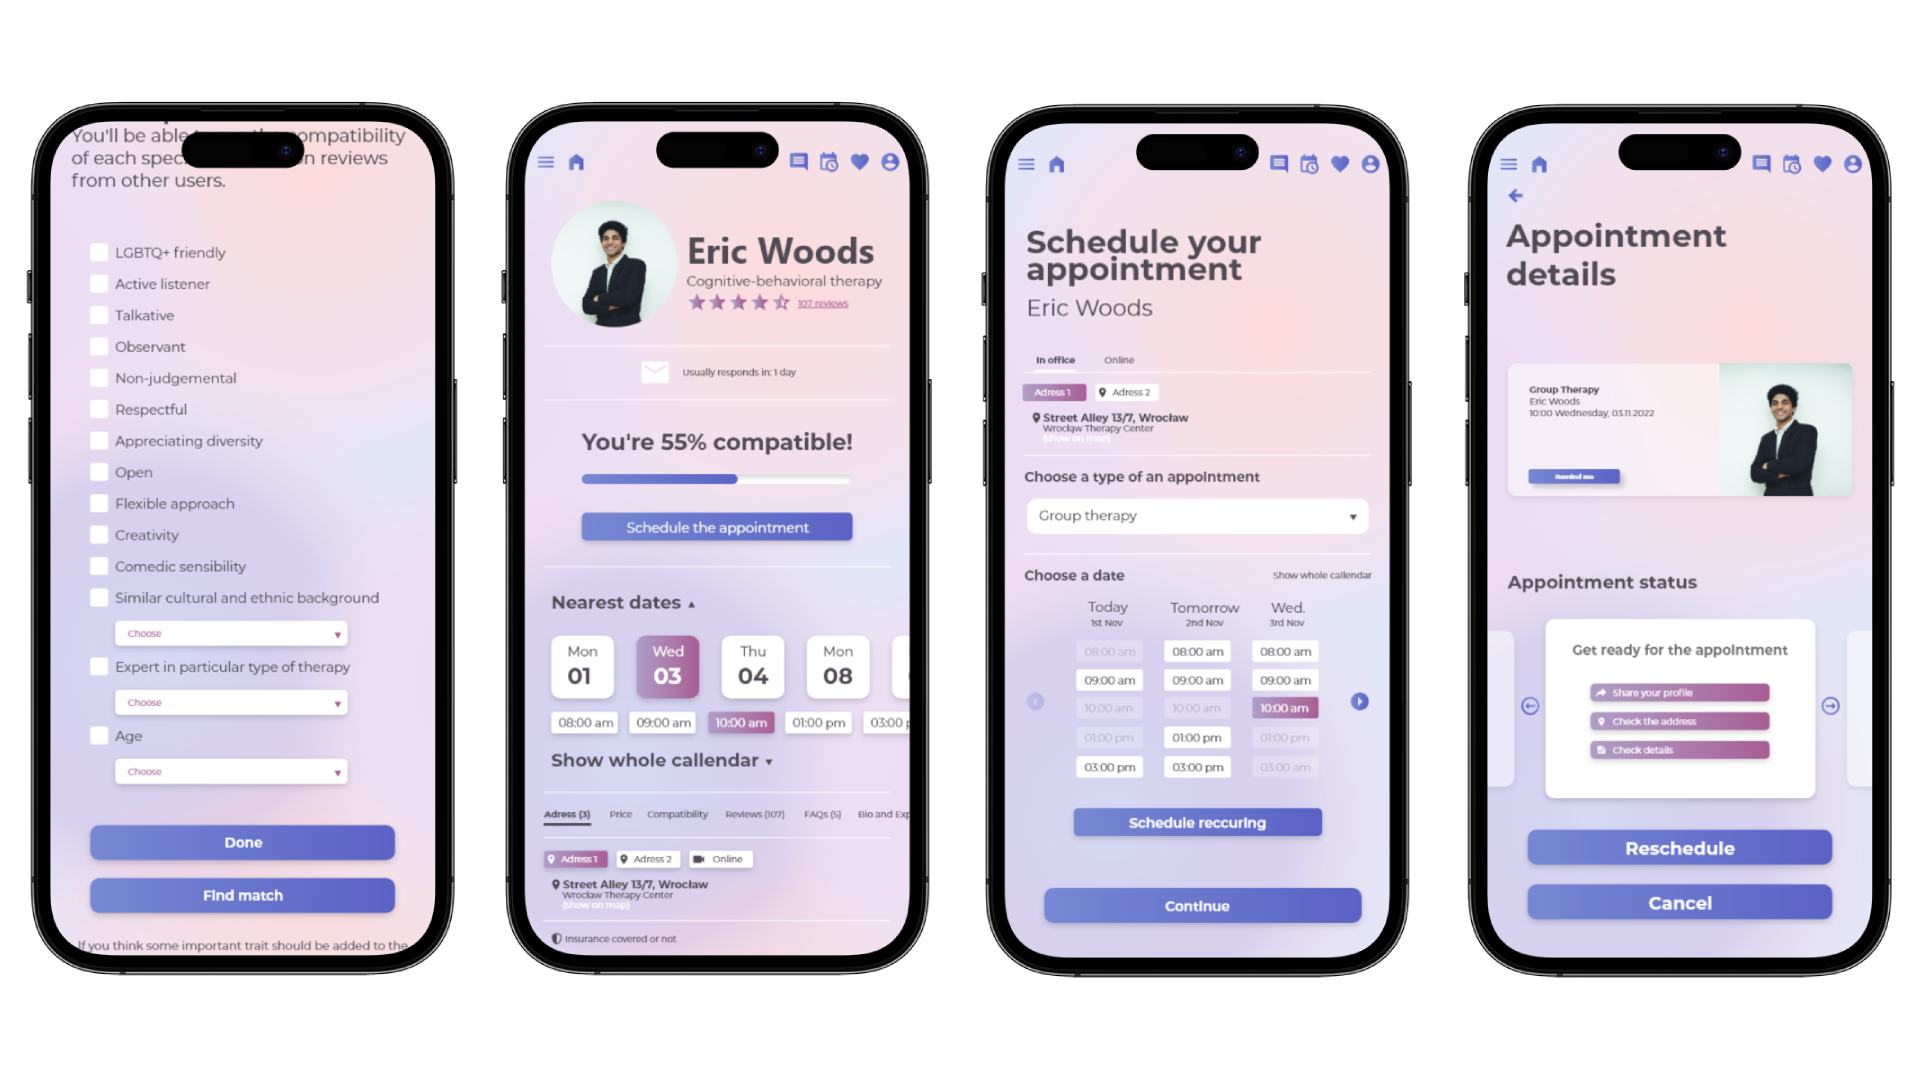 You'll be able compatibility
of each speci n reviews
from other users.
LGBTQ+ friendly
Active listener
Talkative
Observant
Non-judgemental
Respectful
Appreciating diversity
Open
Flexible approach
Creativity
Comedic sensibility
Similar cultural and ethnic background
Choose
Expert in particular type of therapy
Choose
Age
Choose
Done
Find match
If you think some important trait should be added to the
Eric Woods
Cognitive-behavioral therapy
107 reviews
Usually responds in: 1 day
You're 55% compatible!
Schedule the appointment
Nearest dates
Mon Wed Thu Mon
01 03 04 08
08:00 am 09:00 am 10:00 am 01:00 pm 03:00 p
Show whole callendar
Adress (3) Price Compatibility Reviews (107) FAQs (5) Bio and Exp
Adress 1 Adress 2 Online
Street Alley 13/7, Wrocław
Wrocław Therapy Center
(show on map)
Insurance covered or not
Schedule your
appointment
Eric Woods
In office Online
Adress 1 Adress 2
Street Alley 13/7, Wrocław
Wrocław Therapy Center
(show on map)
Choose a type of an appointment
Group therapy
Choose a date Show whole callendar
Today Tomorrow Wed.
1st Nov 2nd Nov 3rd Nov
08:00 am 08:00 am 08:00 am
09:00 am 09:00 am 09:00 am
10:00 am 10:00 am 10:00 am
01:00 pm 01:00 pm 01:00 pm
03:00 pm 03:00 pm 03:00 am
Schedule reccuring
Continue
Appointment
details
Group Therapy
Eric Woods
10:00 Wednesday, 03.11.2022
Remind me
Appointment status
Get ready for the appointment
Share your profile
Check the address
Check details
Reschedule
Cancel